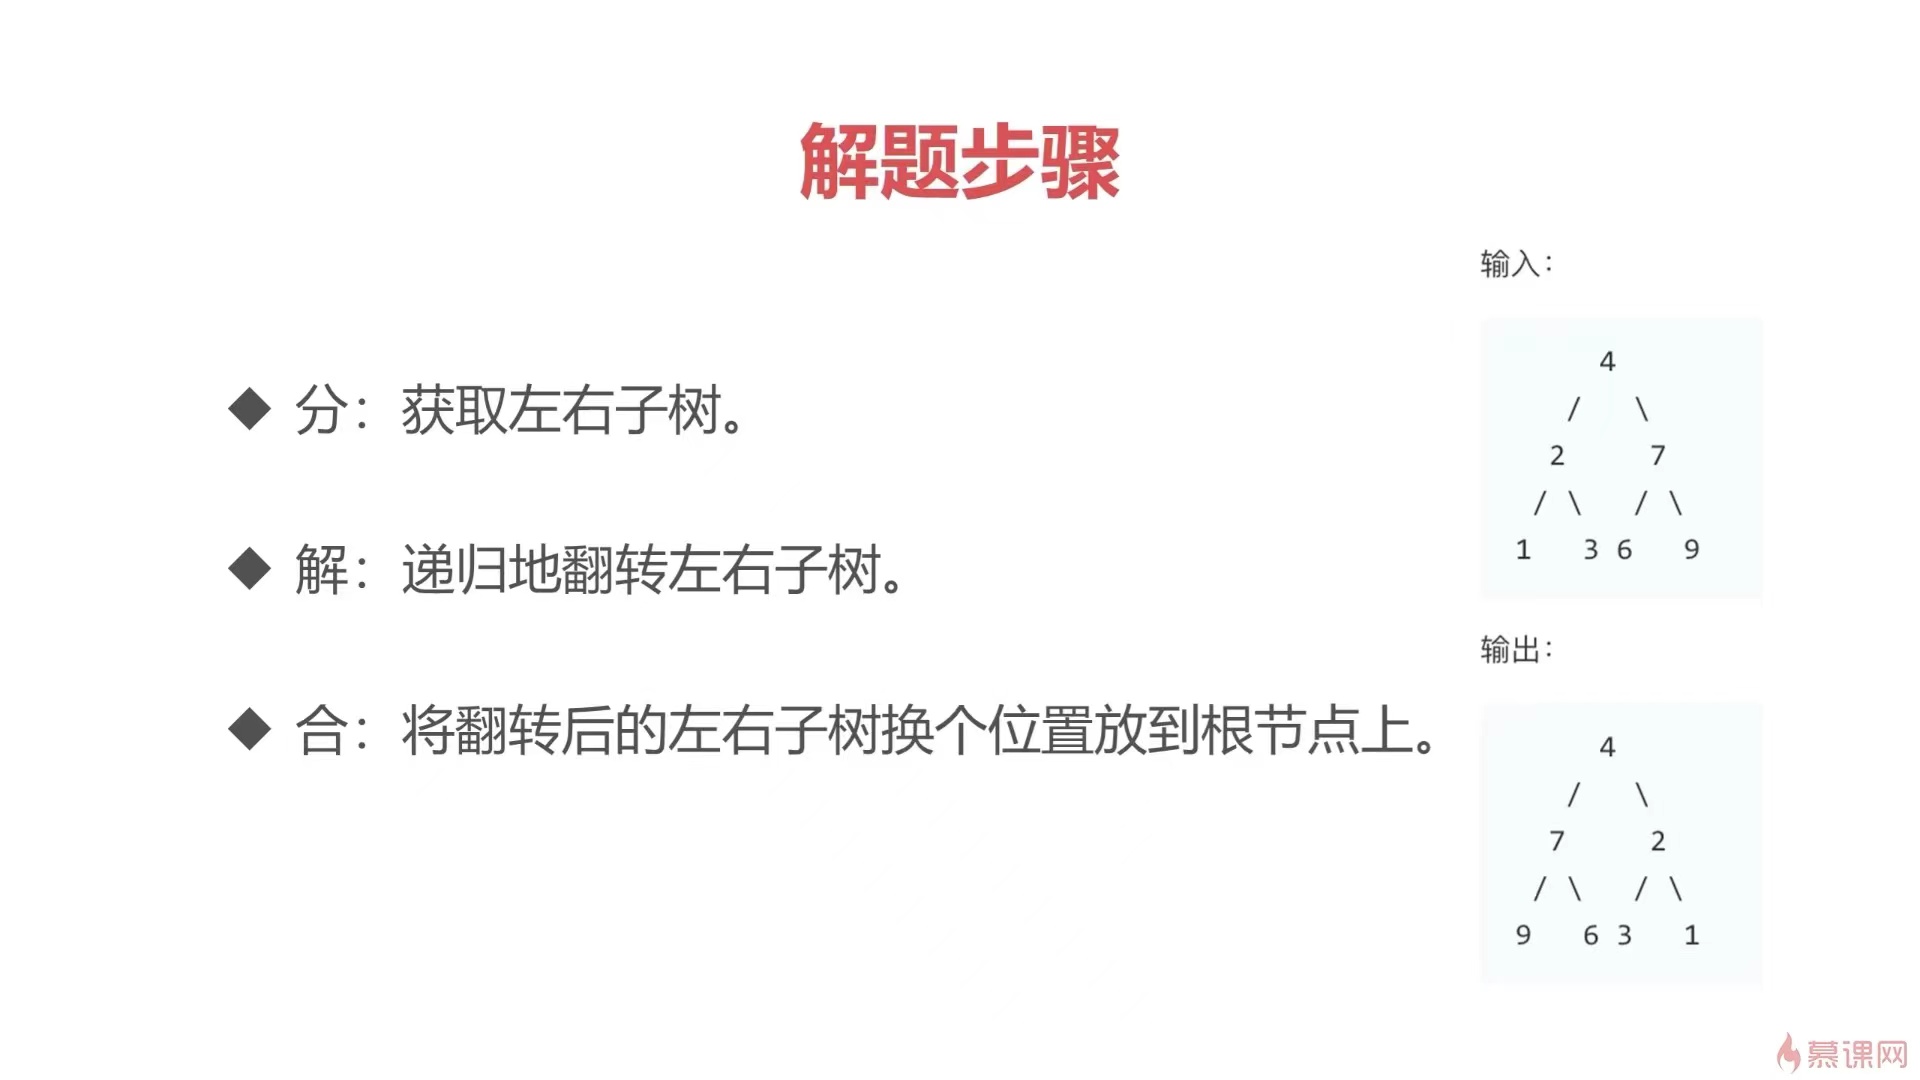 解题步骤
◆ 分：获取左右子树。
◆ 解：递归地翻转左右子树。
◆ 合：将翻转后的左右子树换个位置放到根节点上。
输入：
4
/ \
2 7
/ \ / \
1 3 6 9
输出：
4
/ \
7 2
/ \ / \
9 6 3 1
慕课网